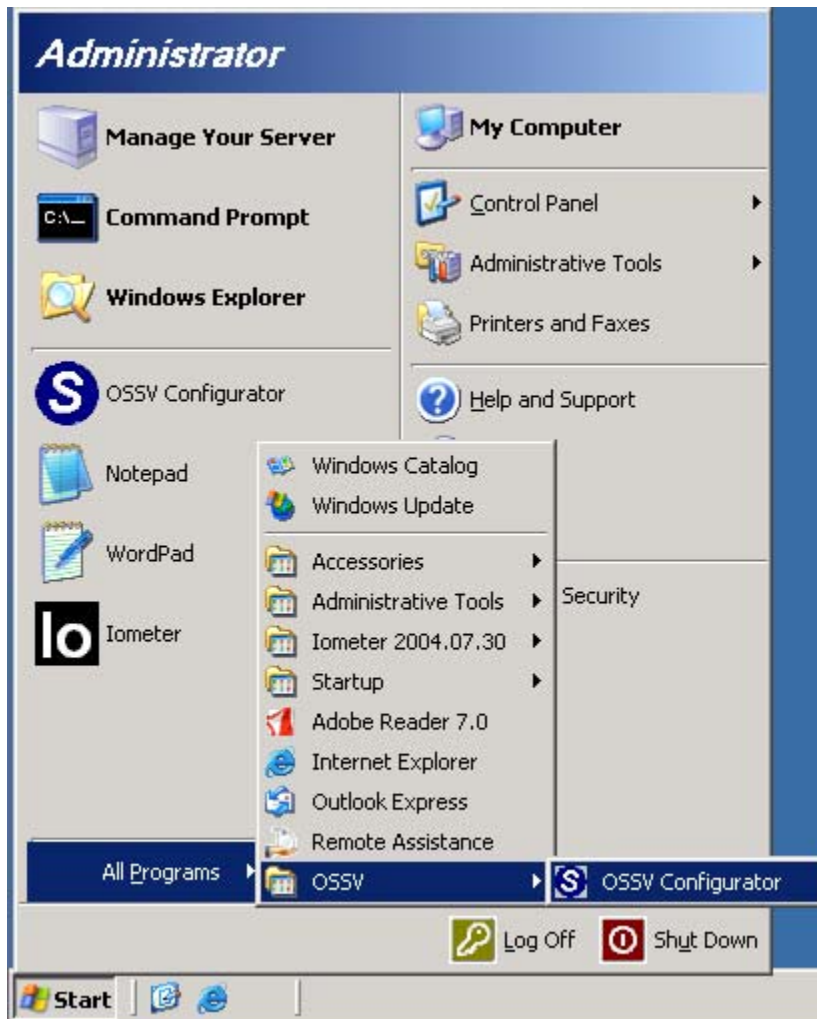 Administrator
Manage Your Server
Command Prompt
Windows Explorer
OSSV Configurator
Notepad
WordPad
Iometer
All Programs
My Computer
Control Panel
Administrative Tools
Printers and Faxes
Help and Support
Security
Windows Catalog
Windows Update
Accessories
Administrative Tools
Iometer 2004.07.30
Startup
Adobe Reader 7.0
Internet Explorer
Outlook Express
Remote Assistance
OSSV
OSSV Configurator
Log Off
Shut Down
Start
C:\_
S
Io
S